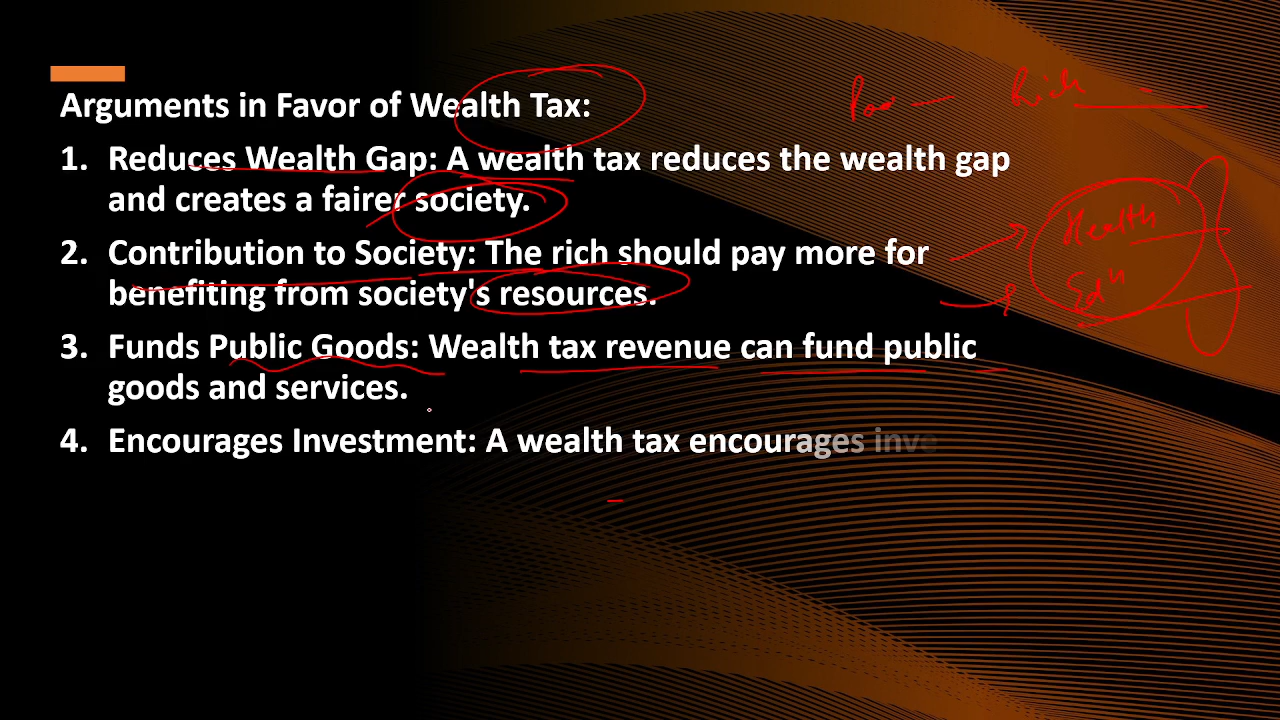 Arguments in Favor of Wealth Tax:
Poor — Rich
1. Reduces Wealth Gap: A wealth tax reduces the wealth gap
and creates a fairer society.
Health
2. Contribution to Society: The rich should pay more for
benefiting from society's resources.
Edn
3. Funds Public Goods: Wealth tax revenue can fund public
goods and services.
4. Encourages Investment: A wealth tax encourages inve